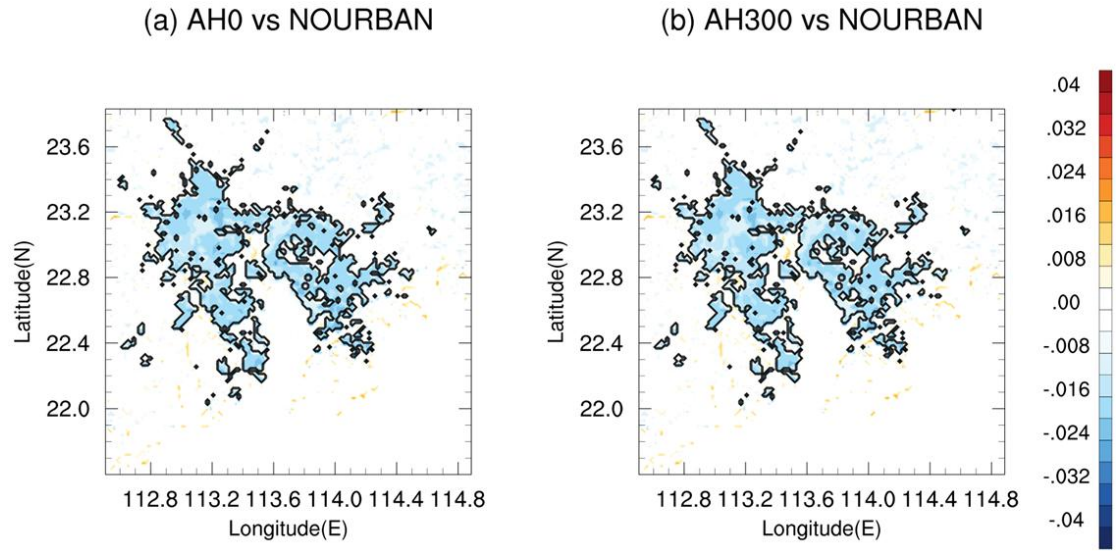 (a) AH0 vs NOURBAN
(b) AH300 vs NOURBAN
Latitude(N)
23.6
23.2
22.8
22.4
22.0
112.8 113.2 113.6 114.0 114.4 114.8
Longitude(E)
Latitude(N)
23.6
23.2
22.8
22.4
22.0
112.8 113.2 113.6 114.0 114.4 114.8
Longitude(E)
.04
.032
.024
.016
.008
.00
-.008
-.016
-.024
-.032
-.04